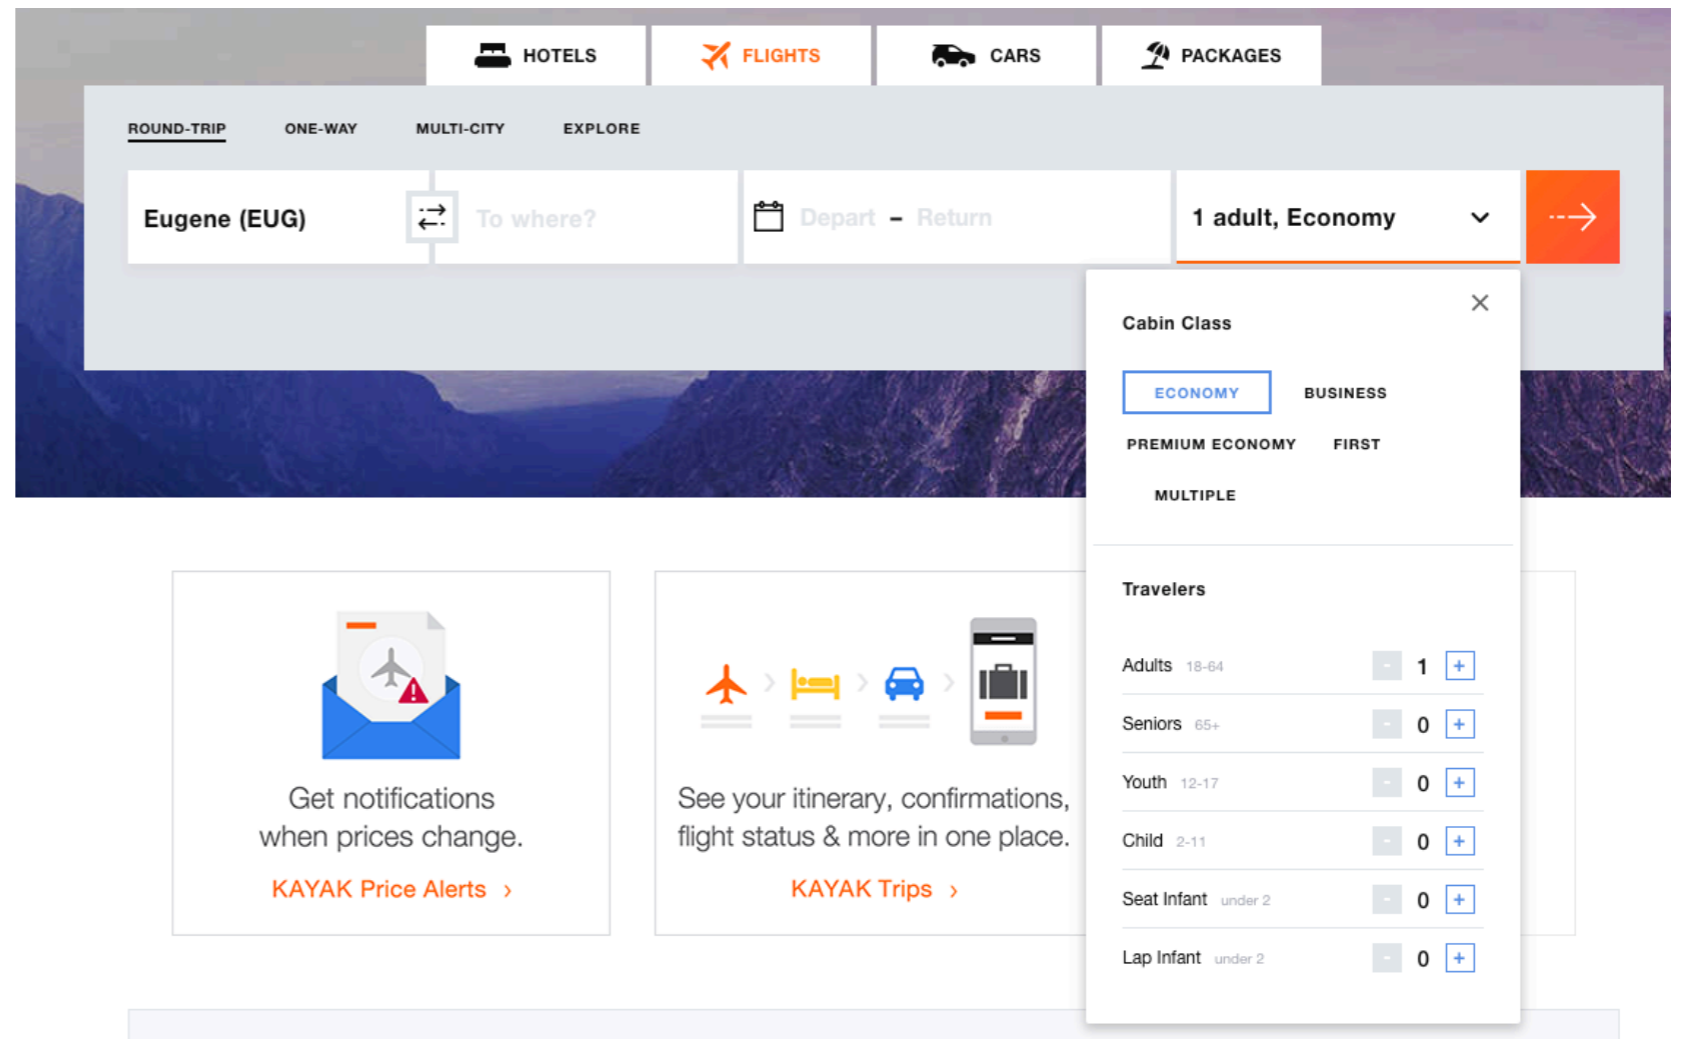 HOTELS
FLIGHTS
CARS
PACKAGES
ROUND-TRIP
ONE-WAY
MULTI-CITY
EXPLORE
Eugene (EUG)
To where?
Depart – Return
1 adult, Economy
Cabin Class
ECONOMY
BUSINESS
PREMIUM ECONOMY
FIRST
MULTIPLE
Travelers
Adults 18-64 - 1 +
Seniors 65+ - 0 +
Youth 12-17 - 0 +
Child 2-11 - 0 +
Seat Infant under 2 - 0 +
Lap Infant under 2 - 0 +
Get notifications
when prices change.
KAYAK Price Alerts ›
See your itinerary, confirmations,
flight status & more in one place.
KAYAK Trips ›